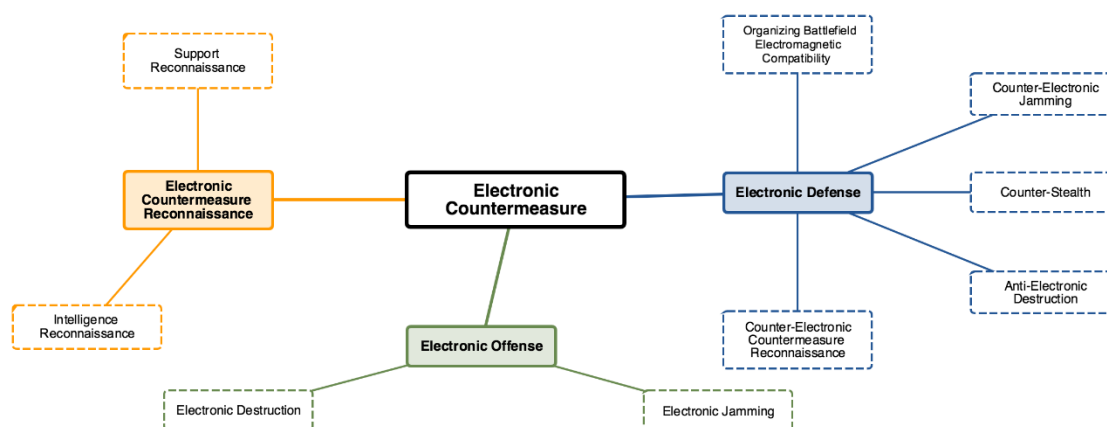 Organizing Battlefield
Electromagnetic
Compatibility
Support
Reconnaissance
Counter-Electronic
Jamming
Electronic
Countermeasure
Reconnaissance
Electronic
Countermeasure
Electronic Defense
Counter-Stealth
Anti-Electronic
Destruction
Intelligence
Reconnaissance
Counter-Electronic
Countermeasure
Reconnaissance
Electronic Offense
Electronic Destruction
Electronic Jamming